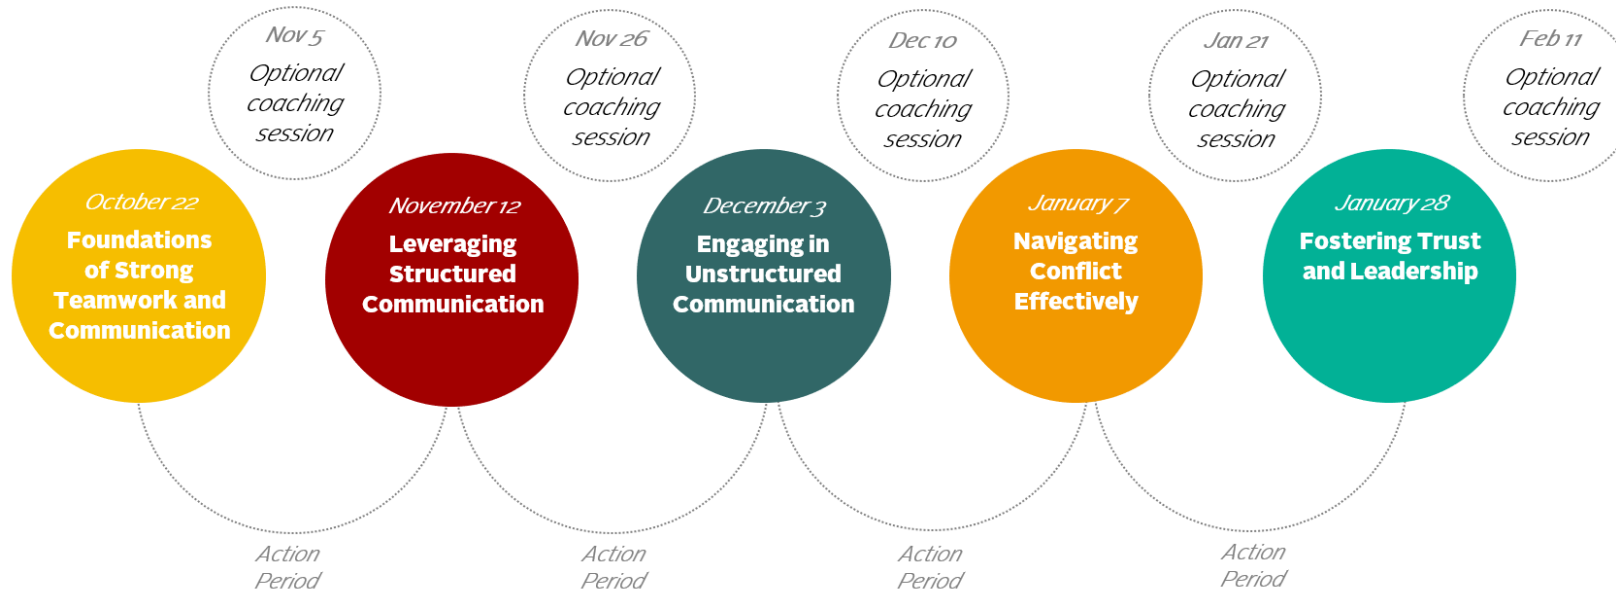 Nov 5
Optional
coaching
session
Nov 26
Optional
coaching
session
Dec 10
Optional
coaching
session
Jan 21
Optional
coaching
session
Feb 11
Optional
coaching
session
October 22
Foundations
of Strong
Teamwork and
Communication
November 12
Leveraging
Structured
Communication
December 3
Engaging in
Unstructured
Communication
January 7
Navigating
Conflict
Effectively
January 28
Fostering Trust
and Leadership
Action
Period
Action
Period
Action
Period
Action
Period